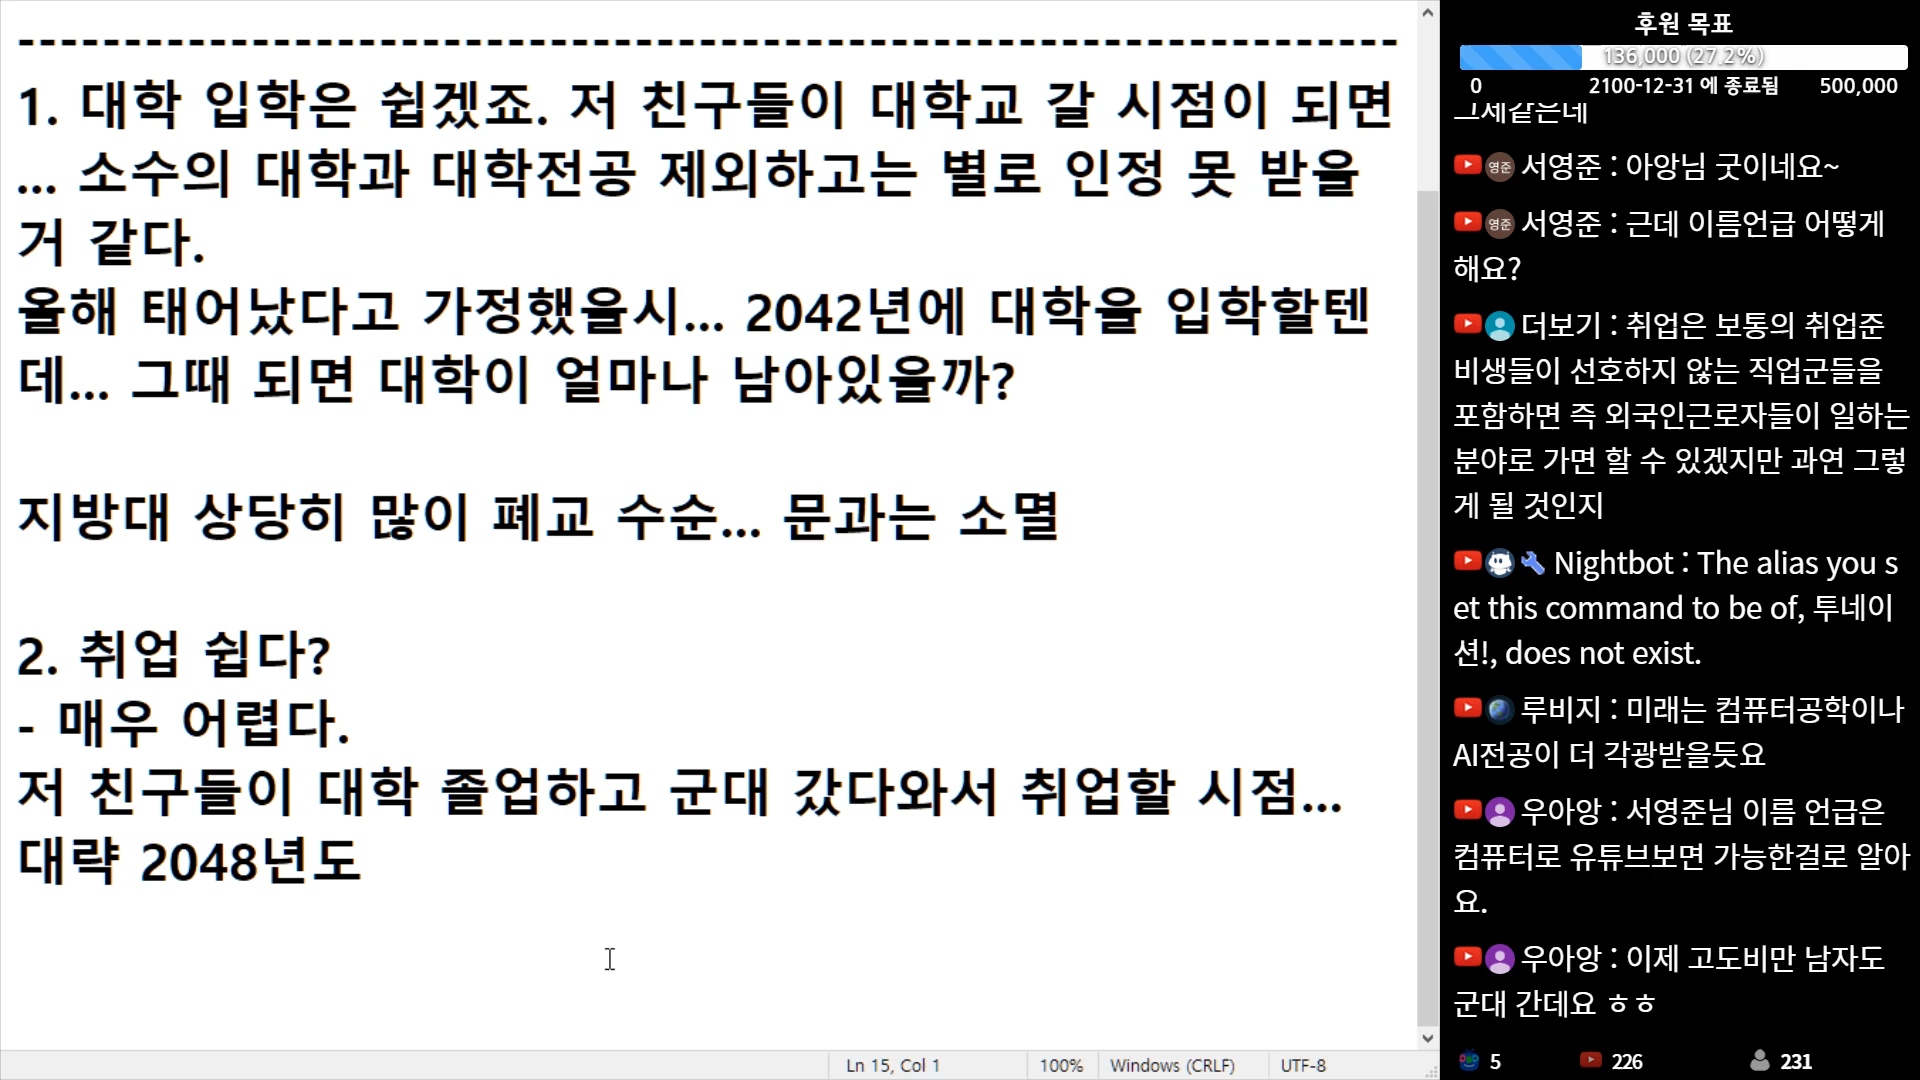 1. 대학 입학은 쉽겠죠. 저 친구들이 대학교 갈 시점이 되면
... 소수의 대학과 대학전공 제외하고는 별로 인정 못 받을
거 같다.
올해 태어났다고 가정했을시... 2042년에 대학을 입학할텐
데... 그때 되면 대학이 얼마나 남아있을까?
지방대 상당히 많이 폐교 수순... 문과는 소멸
2. 취업 쉽다?
- 매우 어렵다.
저 친구들이 대학 졸업하고 군대 갔다와서 취업할 시점...
대략 2048년도
Ln 15, Col 1
100%
Windows (CRLF)
UTF-8
후원 목표
136,000 (27.2%)
0 2100-12-31 에 종료됨 500,000
영준 서영준 : 아앙님 굿이네요~
영준 서영준 : 근데 이름언급 어떻게
해요?
더보기 : 취업은 보통의 취업준
비생들이 선호하지 않는 직업군들을
포함하면 즉 외국인근로자들이 일하는
분야로 가면 할 수 있겠지만 과연 그렇
게 될 것인지
Nightbot : The alias you s
et this command to be of, 투네이
션!, does not exist.
루비지 : 미래는 컴퓨터공학이나
AI전공이 더 각광받을듯요
우아앙 : 서영준님 이름 언급은
컴퓨터로 유튜브보면 가능한걸로 알아
요.
우아앙 : 이제 고도비만 남자도
군대 간데요 ㅎㅎ
5 226 231